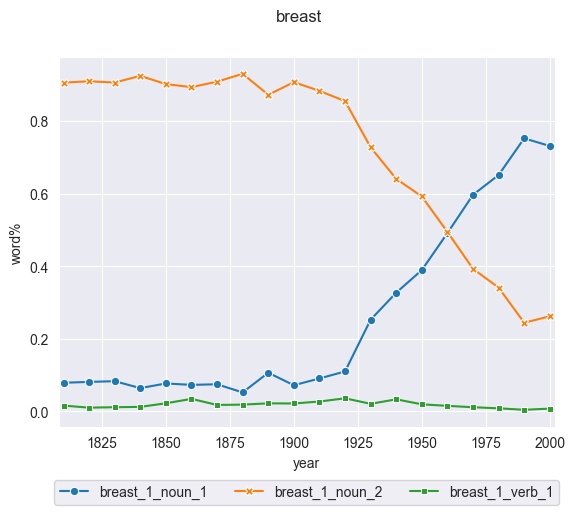 breast
word%
0.8
0.6
0.4
0.2
0.0
1825 1850 1875 1900 1925 1950 1975 2000
year
breast_1_noun_1 breast_1_noun_2 breast_1_verb_1